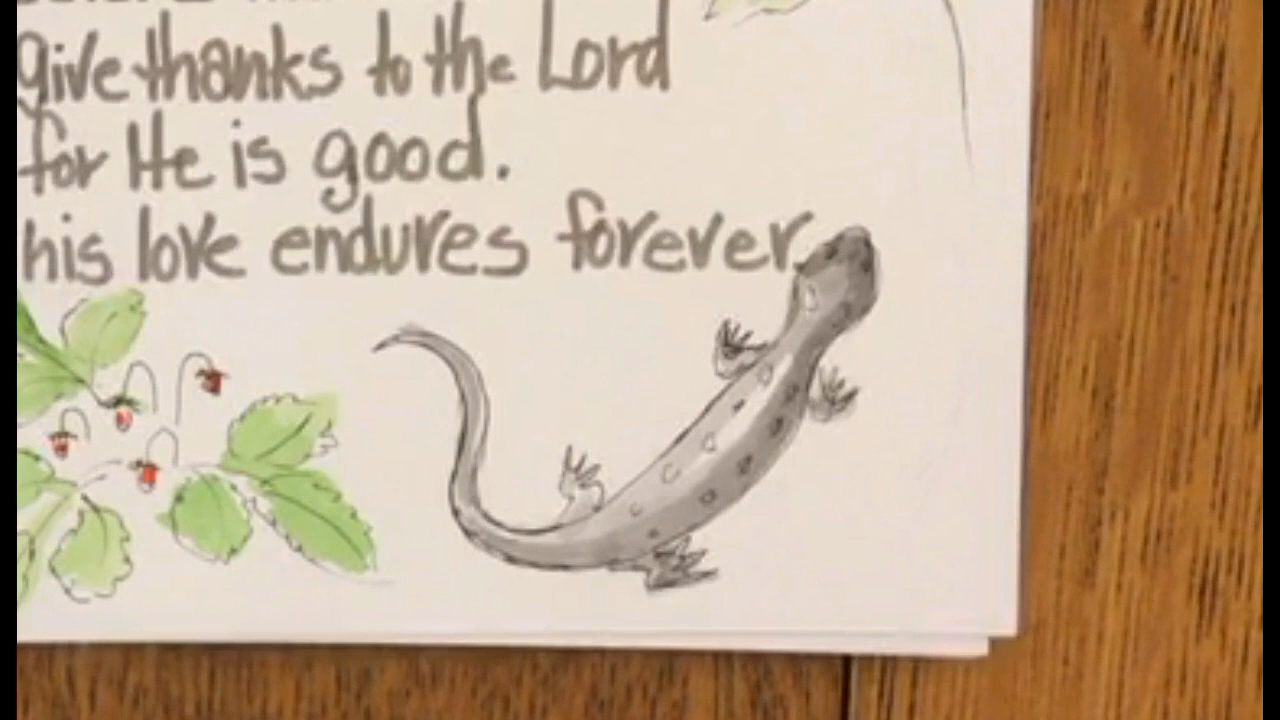 give thanks to the Lord
for He is good.
his love endures forever